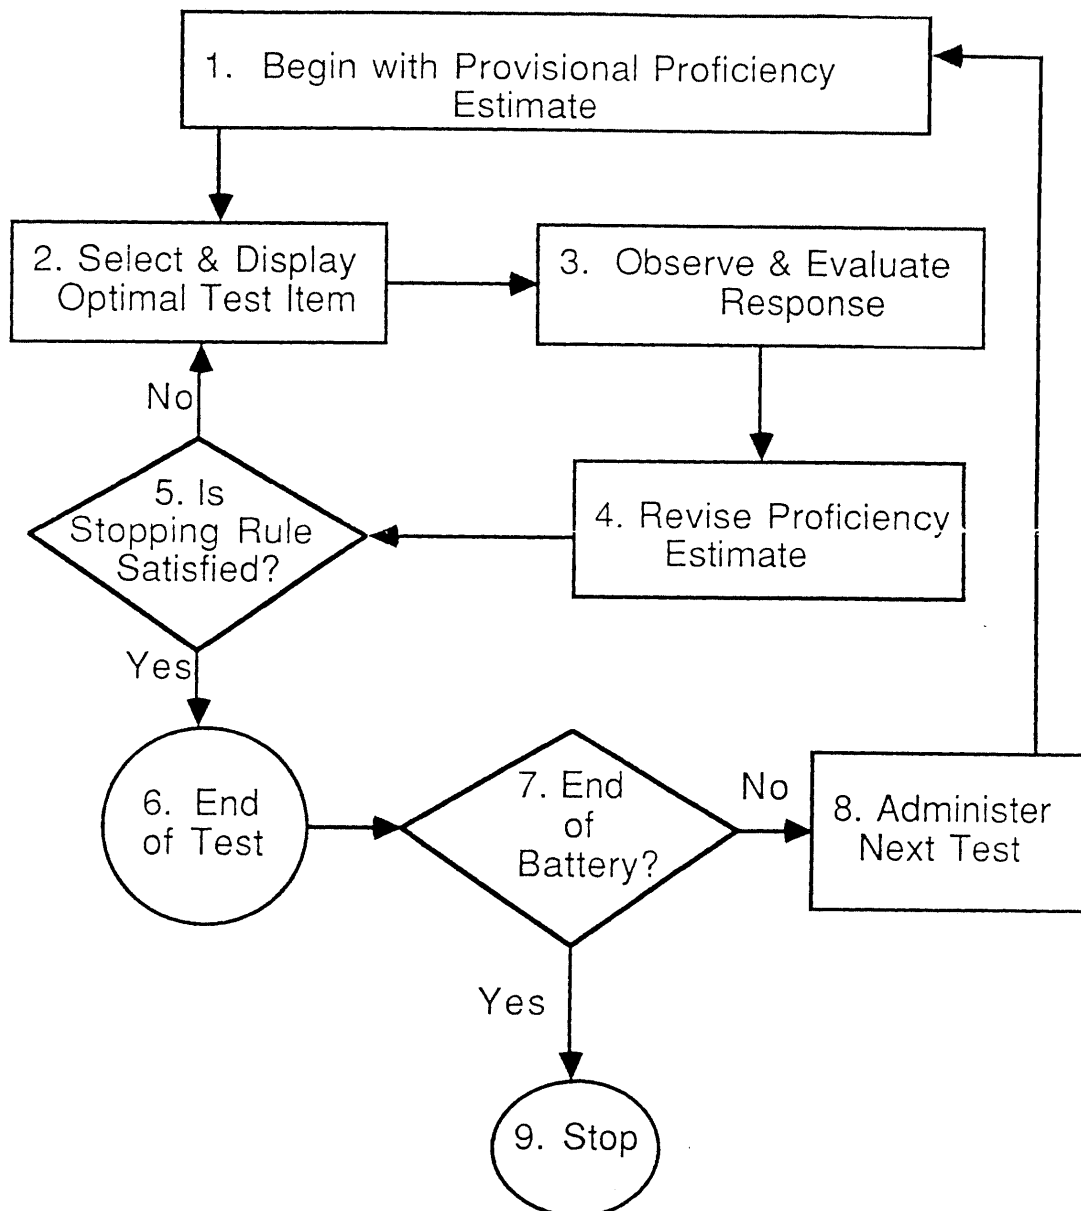 1. Begin with Provisional Proficiency
Estimate
2. Select & Display
Optimal Test Item
3. Observe & Evaluate
Response
No
4. Revise Proficiency
Estimate
5. Is
Stopping Rule
Satisfied?
Yes
6. End
of Test
7. End
of
Battery?
No
8. Administer
Next Test
Yes
9. Stop